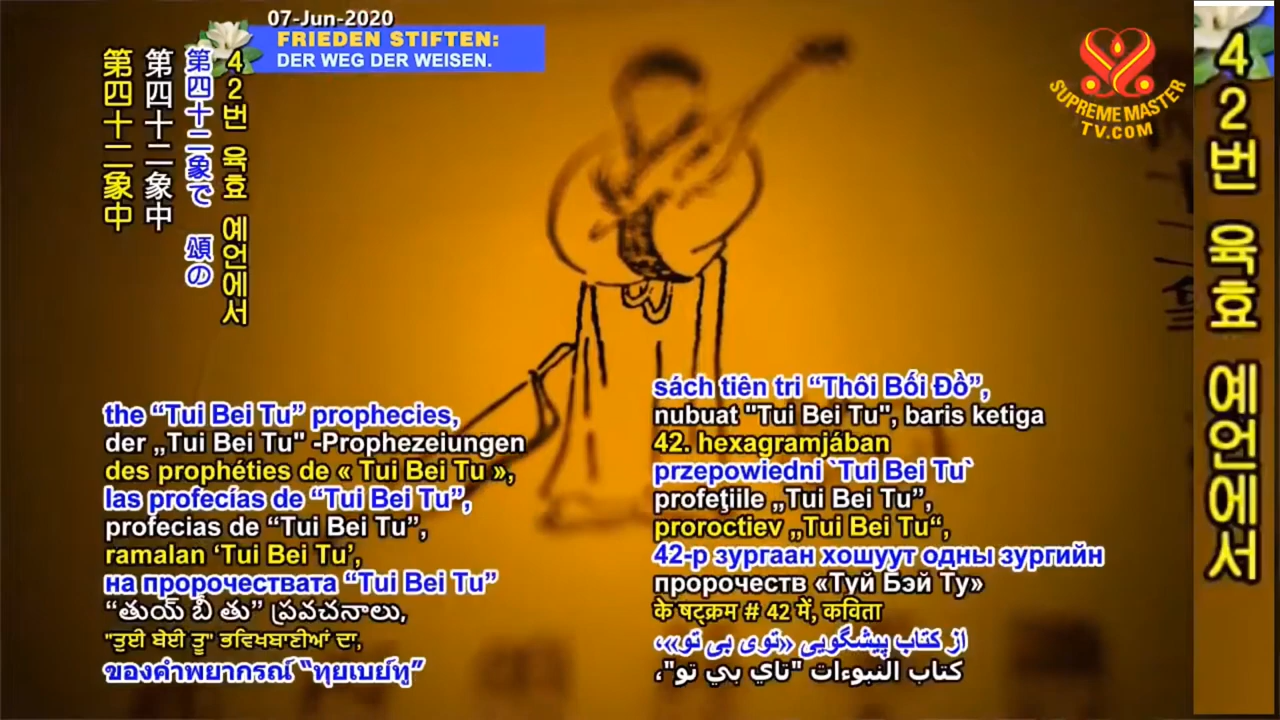 07-Jun-2020
FRIEDEN STIFTEN:
DER WEG DER WEISEN.
SUPREME MASTER
TV.COM
第四十二象中
第四十二象中
第四十二象で 頌の
42번 육효 예언에서
the “Tui Bei Tu” prophecies,
der „Tui Bei Tu" -Prophezeiungen
des prophéties de « Tui Bei Tu »,
las profecías de “Tui Bei Tu”,
profecias de “Tui Bei Tu”,
ramalan ‘Tui Bei Tu’,
на пророчествата “Tui Bei Tu”
“తుయ్ బీ తు” ప్రవచనాలు,
"ਤੁਈ ਬੇਈ ਤੂ" ਭਵਿਖਬਾਣੀਆਂ ਦਾ,
ของคำพยากรณ์ “ทุยเบย์ทู”
sách tiên tri “Thôi Bối Đồ”,
nubuat "Tui Bei Tu", baris ketiga
42. hexagramjában
przepowiedni `Tui Bei Tu`
profeţiile „Tui Bei Tu”,
proroctiev „Tui Bei Tu“,
42-р зургаан хошуут одны зургийн
пророчеств «Туй Бэй Ту»
के षट्क्रम # 42 में, कविता
از کتاب پیشگویی «توی بی تو»،
كتاب النبوءات "تاي بي تو"،
42번 육효 예언에서